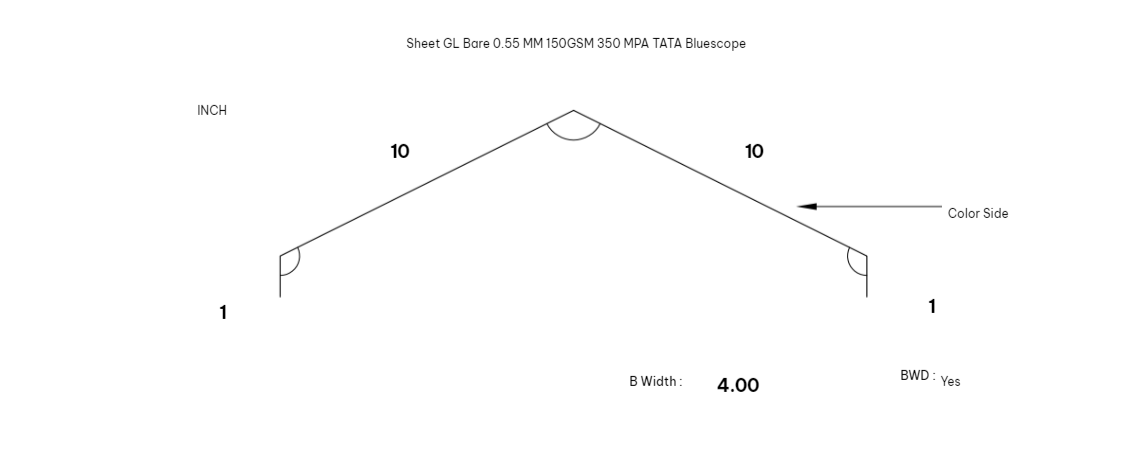 Sheet GL Bare 0.55 MM 150GSM 350 MPA TATA Bluescope
INCH
10
10
Color Side
1
1
B Width : 4.00
BWD : Yes